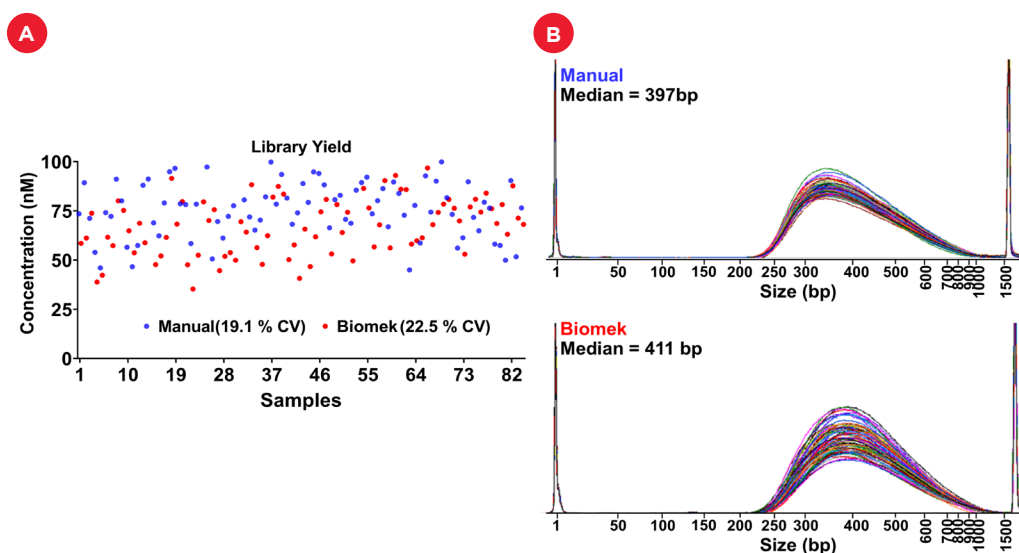 A
Library Yield
Concentration (nM)
100
75
50
25
0
Manual(19.1 % CV) Biomek(22.5 % CV)
1 10 19 28 37 46 55 64 73 82
Samples
B
Manual
Median = 397bp
1 50 100 150 200 250 300 400 500 600 700 800 900 1000 1500
Size (bp)
Biomek
Median = 411 bp
1 50 100 150 200 250 300 400 500 600 700 800 900 1000 1500
Size (bp)